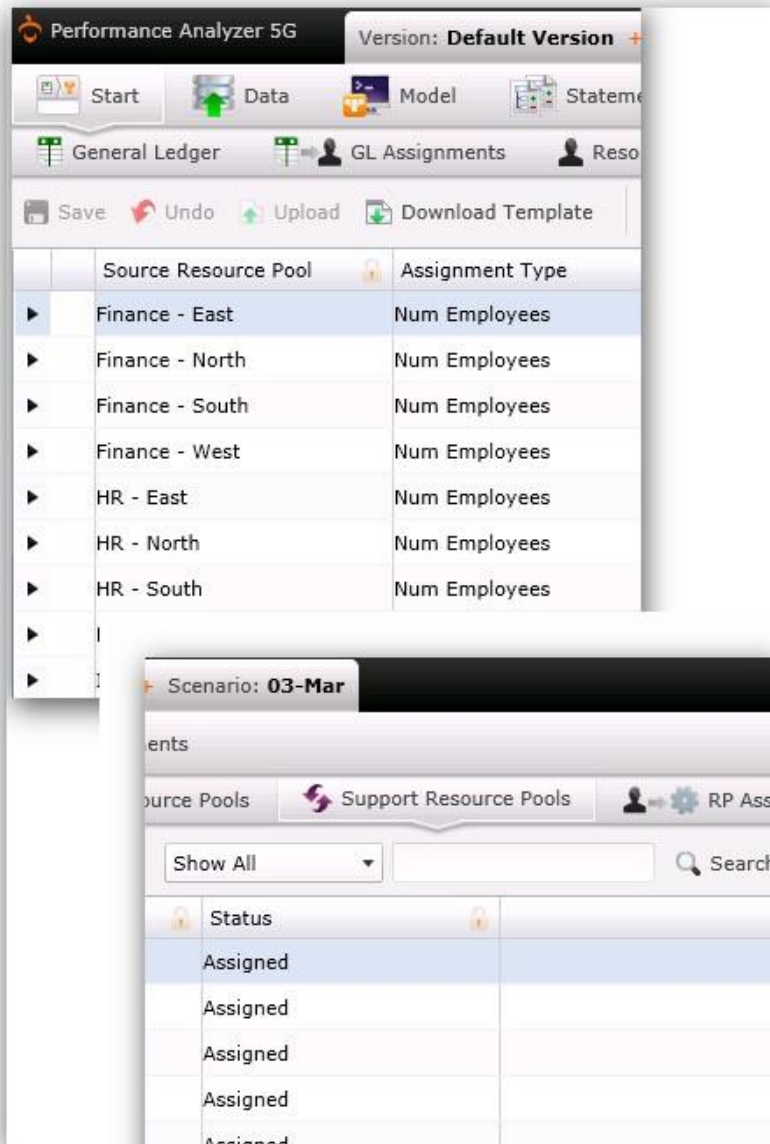 Performance Analyzer 5G Version: Default Version +
Start Data Model Stateme
General Ledger GL Assignments Reso
Save Undo Upload Download Template
Source Resource Pool Assignment Type
Finance - East Num Employees
Finance - North Num Employees
Finance - South Num Employees
Finance - West Num Employees
HR - East Num Employees
HR - North Num Employees
HR - South Num Employees
+ Scenario: 03-Mar
ents
ource Pools Support Resource Pools RP Ass
Show All Search
Status
Assigned
Assigned
Assigned
Assigned
Assigned